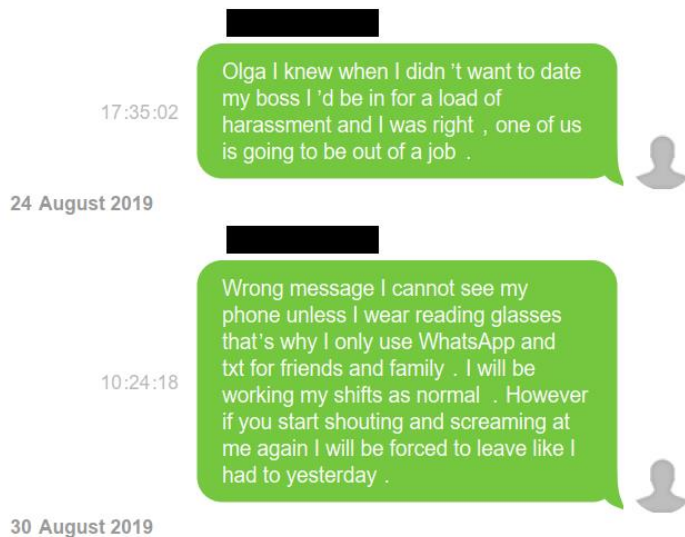 17:35:02
Olga I knew when I didn 't want to date
my boss I 'd be in for a load of
harassment and I was right , one of us
is going to be out of a job .
24 August 2019
10:24:18
Wrong message I cannot see my
phone unless I wear reading glasses
that's why I only use WhatsApp and
txt for friends and family . I will be
working my shifts as normal . However
if you start shouting and screaming at
me again I will be forced to leave like I
had to yesterday .
30 August 2019